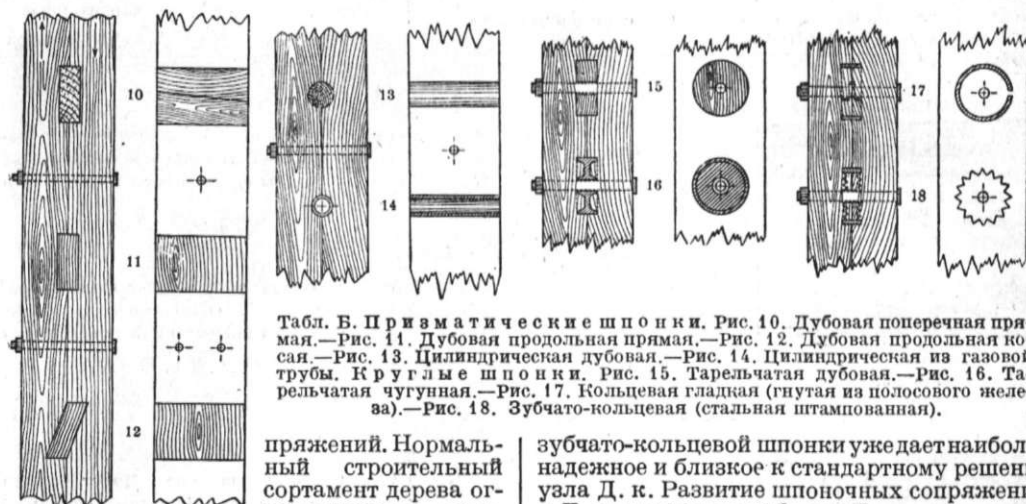 10
11
12
13
14
15
16
17
18
Табл. Б. Призматические шпонки. Рис. 10. Дубовая поперечная пря
мая.—Рис. 11. Дубовая продольная прямая.—Рис. 12. Дубовая продольная ко
сая.—Рис. 13. Цилиндрическая дубовая.—Рис. 14. Цилиндрическая из газовой
трубы. Круглые шпонки. Рис. 15. Тарельчатая дубовая.—Рис. 16. Та
рельчатая чугунная.—Рис. 17. Кольцевая гладкая (гнутая из полосового желе
за).—Рис. 18. Зубчато-кольцевая (стальная штампованная).
пряжений. Нормаль-
ный строительный
сортамент дерева ог-
зубчато-кольцевой шпонки уже дает наибол
надежное и близкое к стандартному решен
узла Д. к. Развитие шпоночных сопряжен